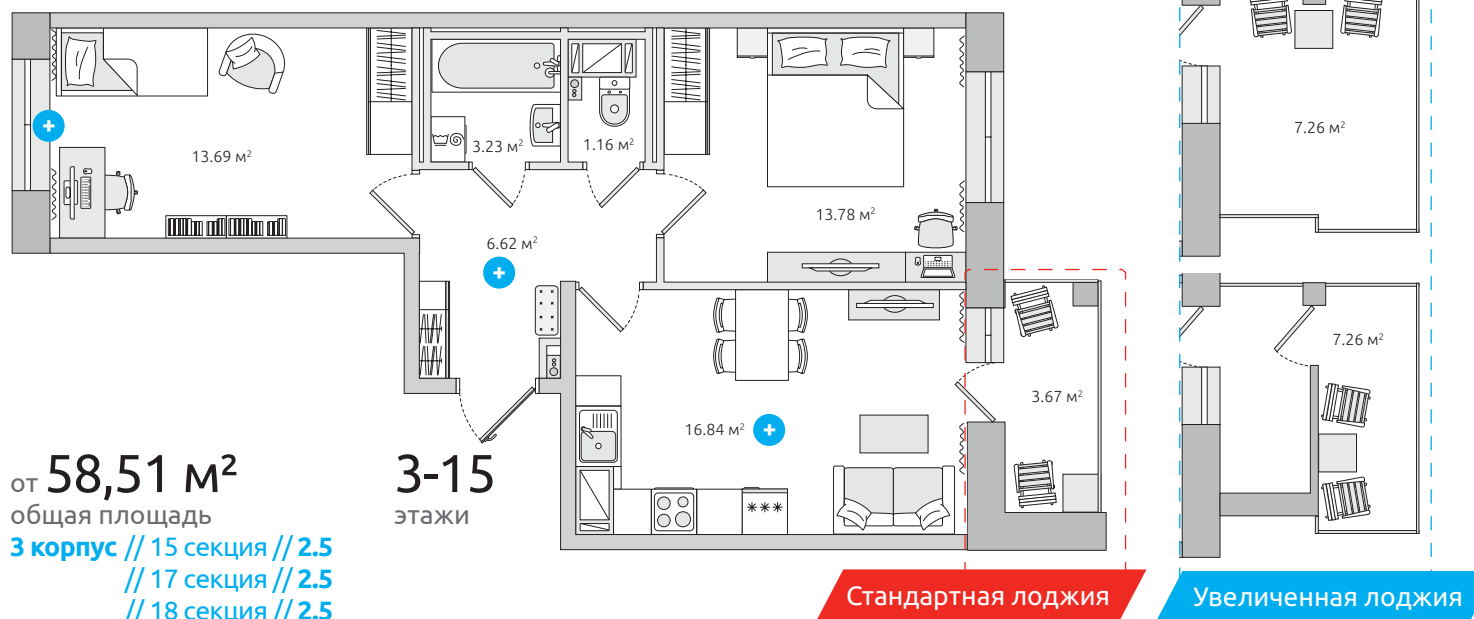 7.26 м²
13.69 м²
3.23 м²
1.16 м²
13.78 м²
6.62 м²
7.26 м²
3.67 м²
16.84 м²
***
от 58,51 м²
общая площадь
3-15
этажи
3 корпус // 15 секция // 2.5
// 17 секция // 2.5
// 18 секция // 2.5
Стандартная лоджия
Увеличенная лоджия